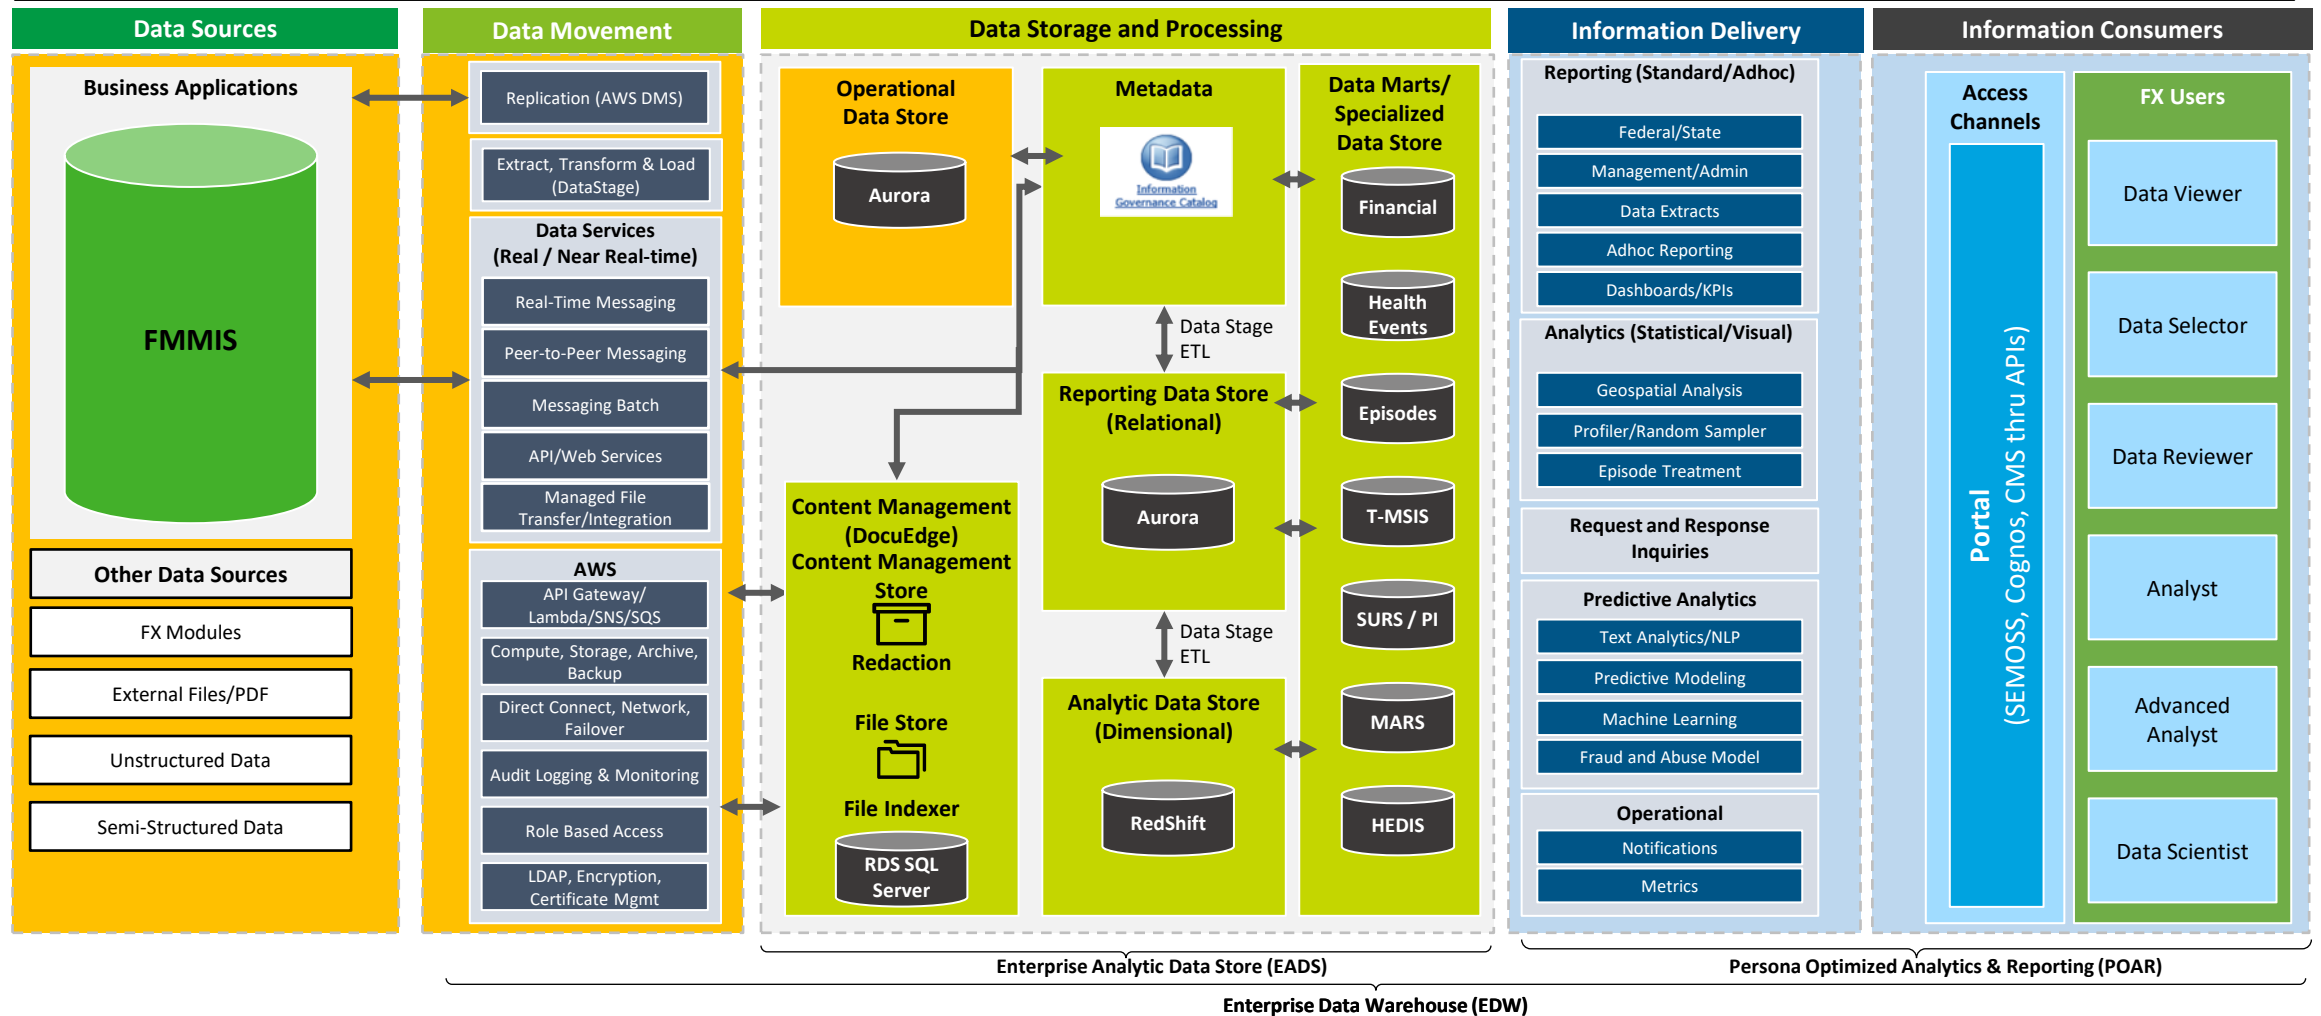 Data Sources
Data Movement
Data Storage and Processing
Information Delivery
Information Consumers
Business Applications
FMMIS
Other Data Sources
FX Modules
External Files/PDF
Unstructured Data
Semi-Structured Data
Replication (AWS DMS)
Extract, Transform & Load
(DataStage)
Data Services
(Real / Near Real-time)
Real-Time Messaging
Peer-to-Peer Messaging
Messaging Batch
API/Web Services
Managed File
Transfer/Integration
AWS
API Gateway/
Lambda/SNS/SQS
Compute, Storage, Archive,
Backup
Direct Connect, Network,
Failover
Audit Logging & Monitoring
Role Based Access
LDAP, Encryption,
Certificate Mgmt
Operational
Data Store
Aurora
Content Management
(DocuEdge)
Content Management
Store
Redaction
File Store
File Indexer
RDS SQL
Server
Metadata
Information
Governance Catalog
Data Stage
ETL
Reporting Data Store
(Relational)
Aurora
Data Stage
ETL
Analytic Data Store
(Dimensional)
RedShift
Data Marts/
Specialized
Data Store
Financial
Health
Events
Episodes
T-MSIS
SURS / PI
MARS
HEDIS
Reporting (Standard/Adhoc)
Federal/State
Management/Admin
Data Extracts
Adhoc Reporting
Dashboards/KPIs
Analytics (Statistical/Visual)
Geospatial Analysis
Profiler/Random Sampler
Episode Treatment
Request and Response
Inquiries
Predictive Analytics
Text Analytics/NLP
Predictive Modeling
Machine Learning
Fraud and Abuse Model
Operational
Notifications
Metrics
Access
Channels
Portal
(SEMOSS, Cognos, CMS thru APIs)
FX Users
Data Viewer
Data Selector
Data Reviewer
Analyst
Advanced
Analyst
Data Scientist
Enterprise Analytic Data Store (EADS)
Persona Optimized Analytics & Reporting (POAR)
Enterprise Data Warehouse (EDW)